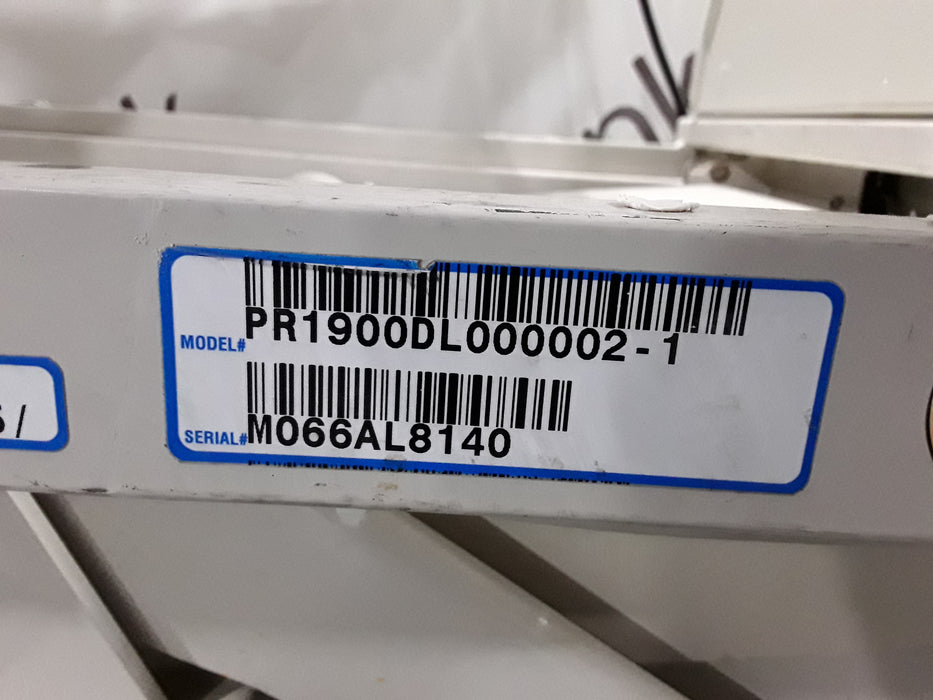 MODEL# PR1900DL000002-1
SERIAL# M066AL8140